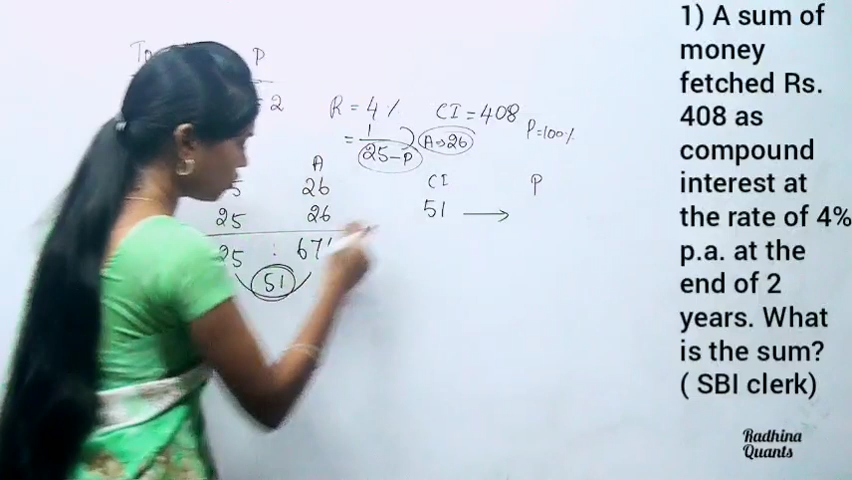 P
2
R = 4%
CI = 408
P=100%
= 1/25-P
A→26
A
5
26
25
26
25 : 67
51
CI
P
51 →
1) A sum of
money
fetched Rs.
408 as
compound
interest at
the rate of 4%
p.a. at the
end of 2
years. What
is the sum?
( SBI clerk)
Radhina
Quants